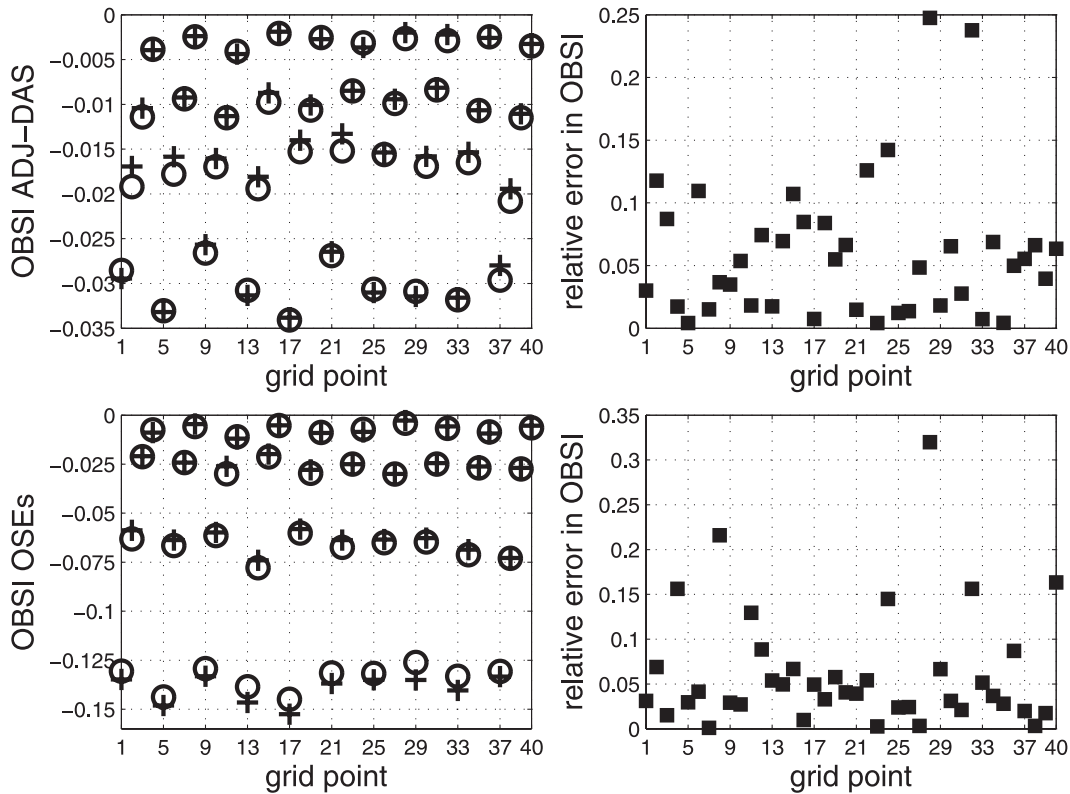 OBSI ADJ-DAS
0
−0.005
−0.01
−0.015
−0.02
−0.025
−0.03
−0.035
1 5 9 13 17 21 25 29 33 37 40
grid point
relative error in OBSI
0.25
0.2
0.15
0.1
0.05
0
1 5 9 13 17 21 25 29 33 37 40
grid point
OBSI OSEs
0
−0.025
−0.05
−0.075
−0.1
−0.125
−0.15
1 5 9 13 17 21 25 29 33 37 40
grid point
relative error in OBSI
0.35
0.3
0.25
0.2
0.15
0.1
0.05
0
1 5 9 13 17 21 25 29 33 37 40
grid point